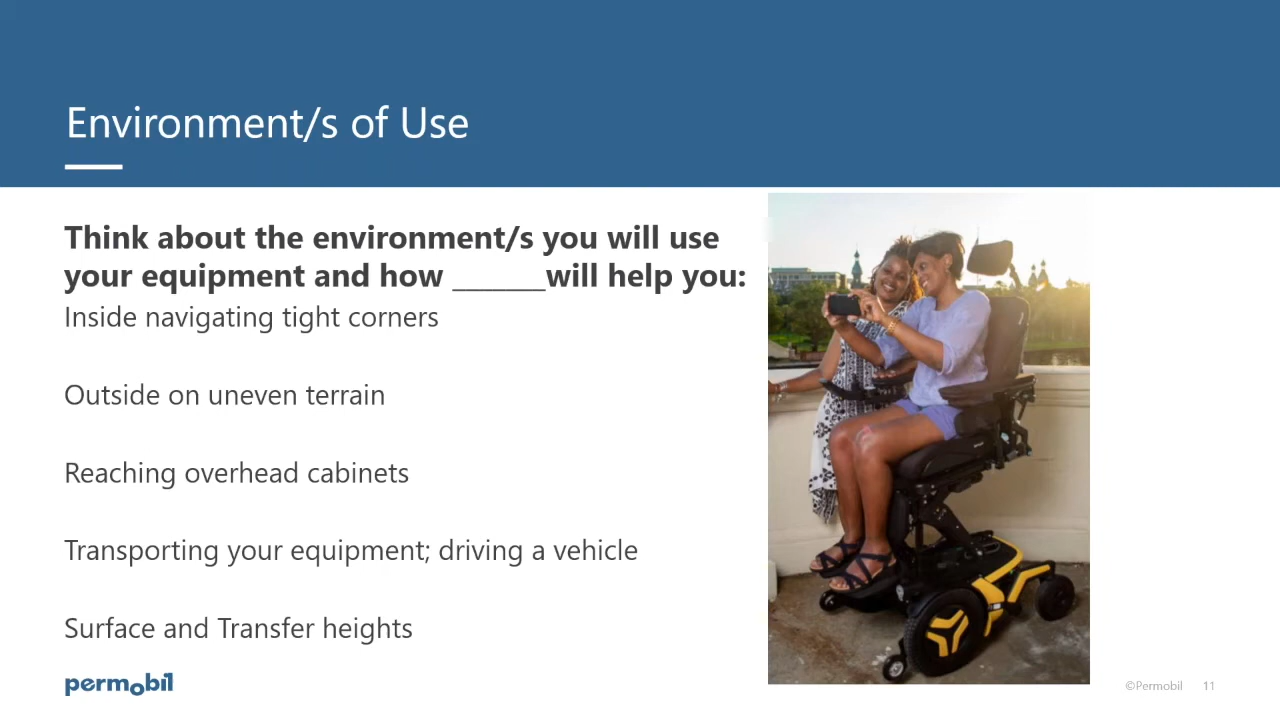 Environment/s of Use
Think about the environment/s you will use
your equipment and how ______will help you:
Inside navigating tight corners
Outside on uneven terrain
Reaching overhead cabinets
Transporting your equipment; driving a vehicle
Surface and Transfer heights
permobil
©Permobil 11